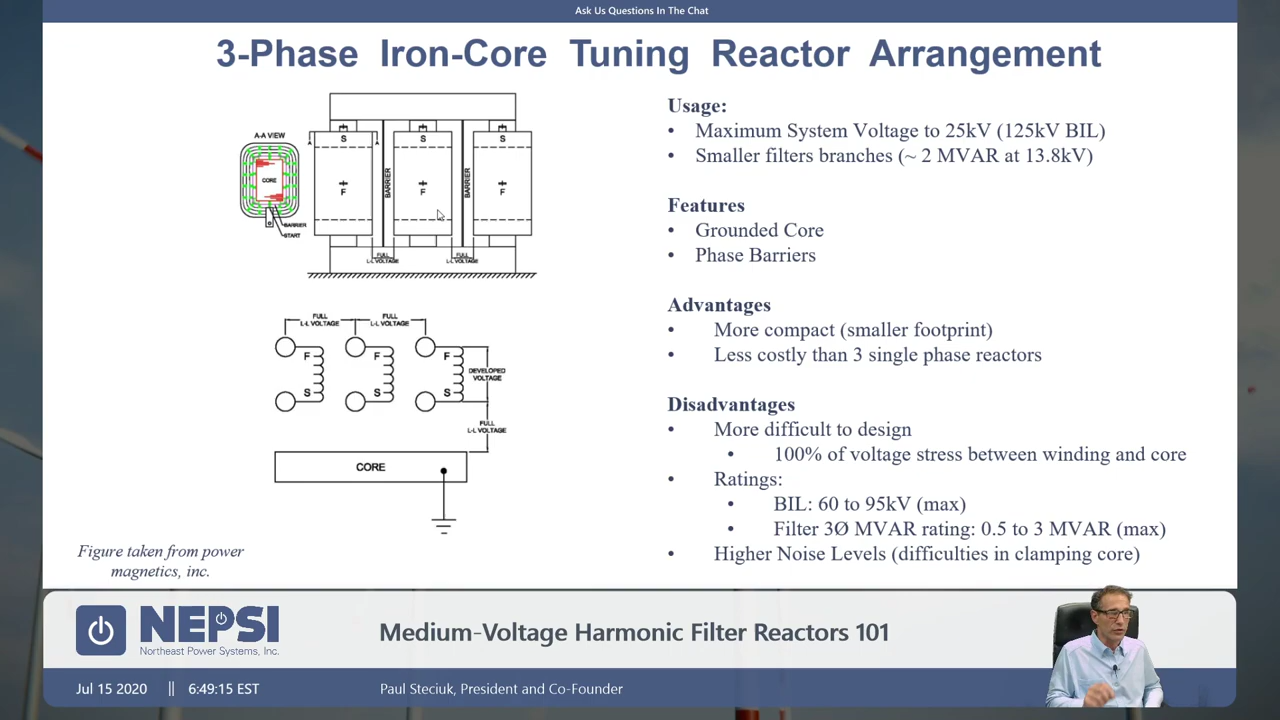 Ask Us Questions In The Chat
3-Phase Iron-Core Tuning Reactor Arrangement
A-A VIEW
CORE
BARRIER
START
S
S
S
A
A
F
BARRIER
F
BARRIER
F
FULL
L-L VOLTAGE
FULL
L-L VOLTAGE
FULL
L-L VOLTAGE
FULL
L-L VOLTAGE
F
F
F
DEVELOPED
VOLTAGE
S
S
S
FULL
L-L VOLTAGE
CORE
Figure taken from power
magnetics, inc.
Usage:
• Maximum System Voltage to 25kV (125kV BIL)
• Smaller filters branches (~ 2 MVAR at 13.8kV)
Features
• Grounded Core
• Phase Barriers
Advantages
• More compact (smaller footprint)
• Less costly than 3 single phase reactors
Disadvantages
• More difficult to design
• 100% of voltage stress between winding and core
• Ratings:
• BIL: 60 to 95kV (max)
• Filter 3Ø MVAR rating: 0.5 to 3 MVAR (max)
• Higher Noise Levels (difficulties in clamping core)
NEPSI
Northeast Power Systems, Inc.
Medium-Voltage Harmonic Filter Reactors 101
Jul 15 2020 || 6:49:15 EST
Paul Steciuk, President and Co-Founder